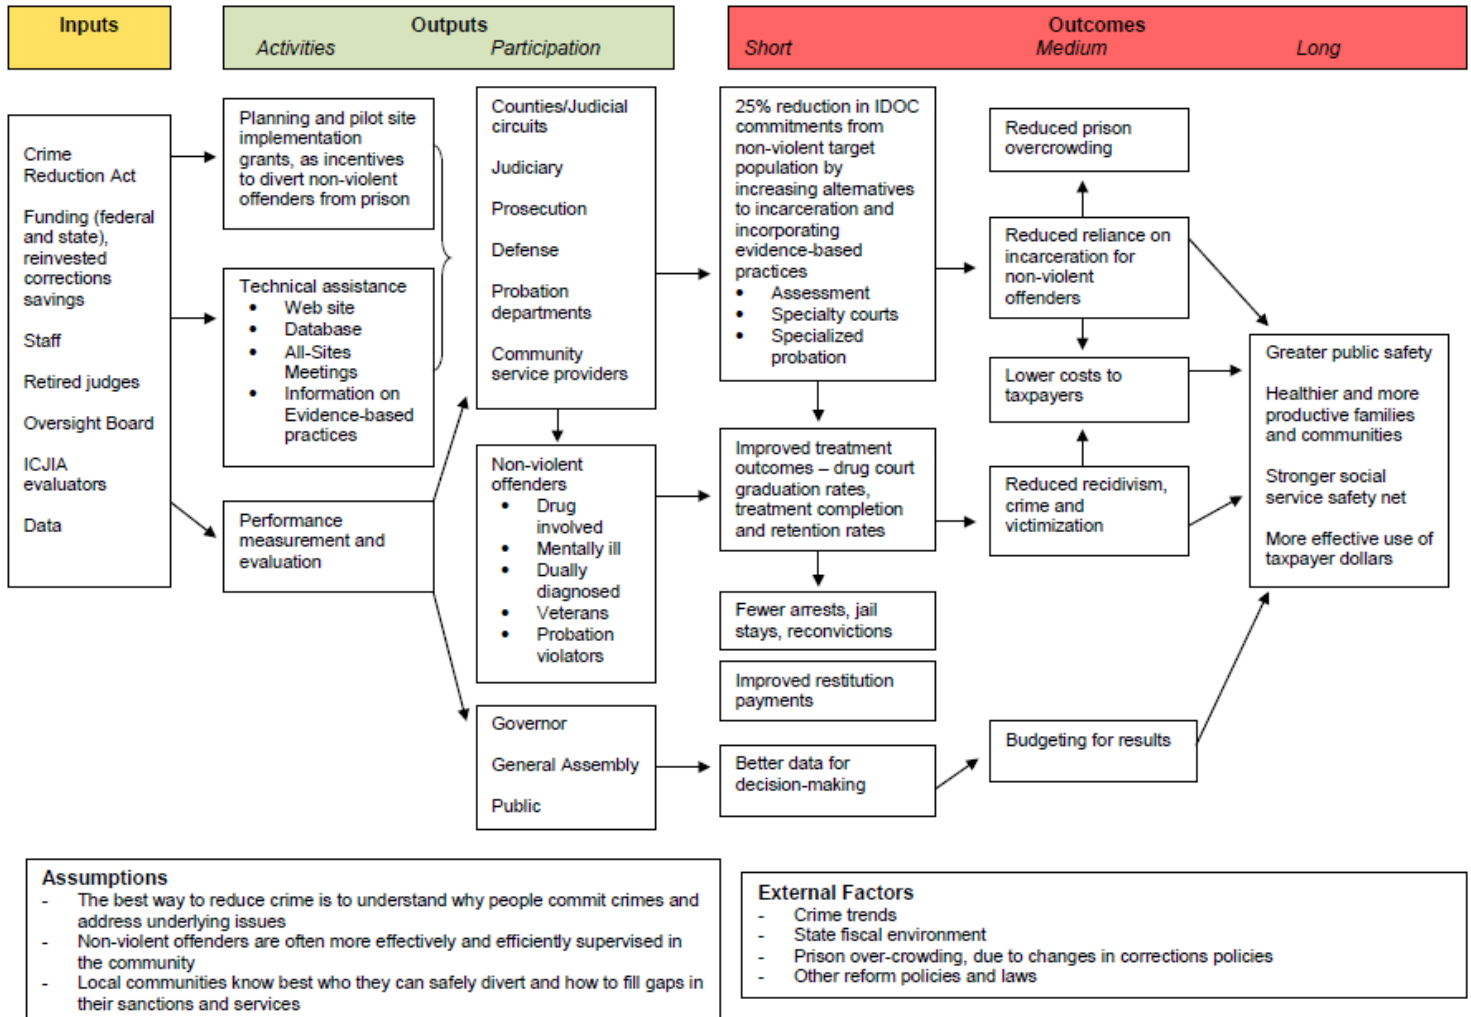 Inputs
Outputs
Activities
Participation
Outcomes
Short
Medium
Long
Crime
Reduction Act
Funding (federal
and state),
reinvested
corrections
savings
Staff
Retired judges
Oversight Board
ICJIA
evaluators
Data
Planning and pilot site
implementation
grants, as incentives
to divert non-violent
offenders from prison
Technical assistance
• Web site
• Database
• All-Sites
Meetings
• Information on
Evidence-based
practices
Performance
measurement and
evaluation
Counties/Judicial
circuits
Judiciary
Prosecution
Defense
Probation
departments
Community
service providers
Non-violent
offenders
• Drug
involved
• Mentally ill
• Dually
diagnosed
• Veterans
• Probation
violators
Governor
General Assembly
Public
25% reduction in IDOC
commitments from
non-violent target
population by
increasing alternatives
to incarceration and
incorporating
evidence-based
practices
• Assessment
• Specialty courts
• Specialized
probation
Improved treatment
outcomes – drug court
graduation rates,
treatment completion
and retention rates
Fewer arrests, jail
stays, reconvictions
Improved restitution
payments
Better data for
decision-making
Reduced prison
overcrowding
Reduced reliance on
incarceration for
non-violent
offenders
Lower costs to
taxpayers
Reduced recidivism,
crime and
victimization
Budgeting for results
Greater public safety
Healthier and more
productive families
and communities
Stronger social
service safety net
More effective use of
taxpayer dollars
Assumptions
- The best way to reduce crime is to understand why people commit crimes and
address underlying issues
- Non-violent offenders are often more effectively and efficiently supervised in
the community
- Local communities know best who they can safely divert and how to fill gaps in
their sanctions and services
External Factors
- Crime trends
- State fiscal environment
- Prison over-crowding, due to changes in corrections policies
- Other reform policies and laws